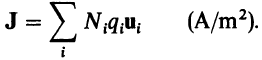 J = ∑ᵢ Nᵢqᵢuᵢ (A/m²).